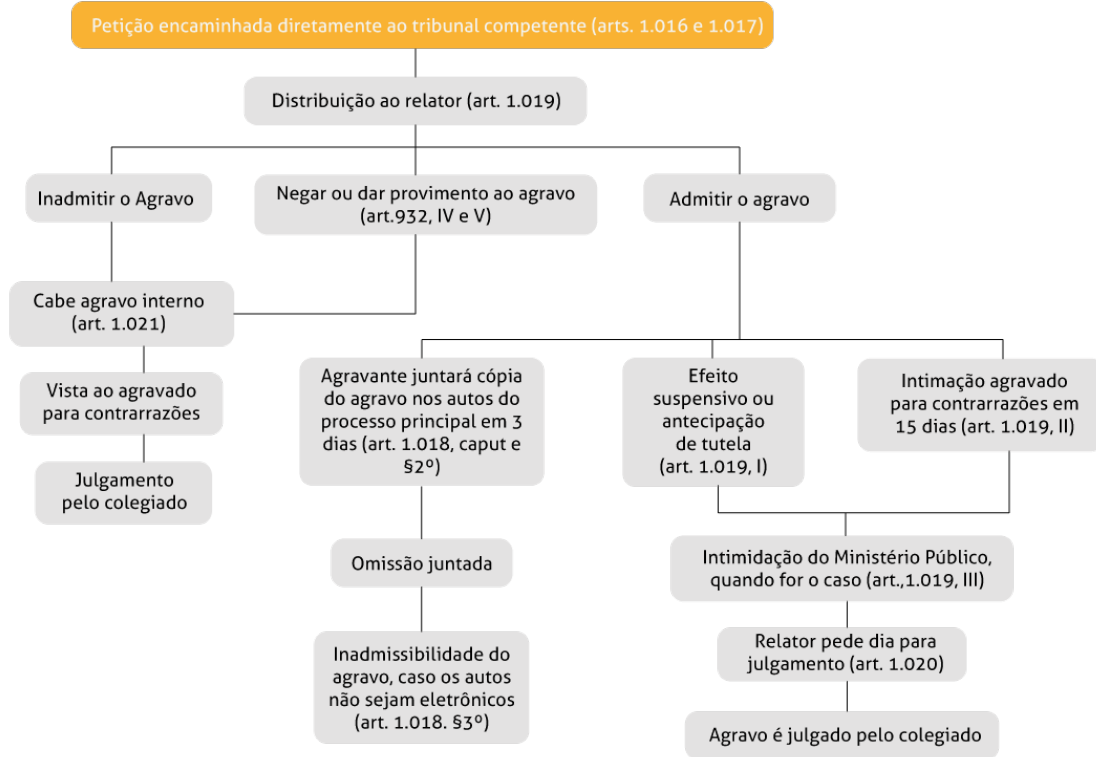 Petição encaminhada diretamente ao tribunal competente (arts. 1.016 e 1.017)
Distribuição ao relator (art. 1.019)
Inadmitir o Agravo
Negar ou dar provimento ao agravo
(art.932, IV e V)
Admitir o agravo
Cabe agravo interno
(art. 1.021)
Vista ao agravado
para contrarrazões
Julgamento
pelo colegiado
Agravante juntará cópia
do agravo nos autos do
processo principal em 3
dias (art. 1.018, caput e
§2º)
Omissão juntada
Inadmissibilidade do
agravo, caso os autos
não sejam eletrônicos
(art. 1.018. §3º)
Efeito
suspensivo ou
antecipação
de tutela
(art. 1.019, I)
Intimação agravado
para contrarrazões em
15 dias (art. 1.019, II)
Intimidação do Ministério Público,
quando for o caso (art.,1.019, III)
Relator pede dia para
julgamento (art. 1.020)
Agravo é julgado pelo colegiado